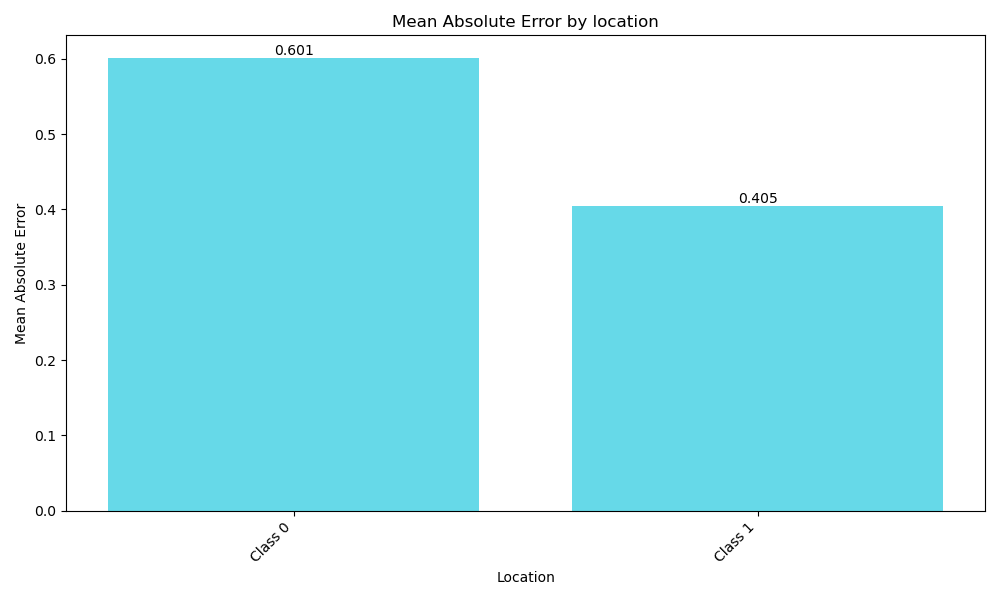 Mean Absolute Error by location
Mean Absolute Error
0.6
0.5
0.4
0.3
0.2
0.1
0.0
0.601
0.405
Class 0
Class 1
Location